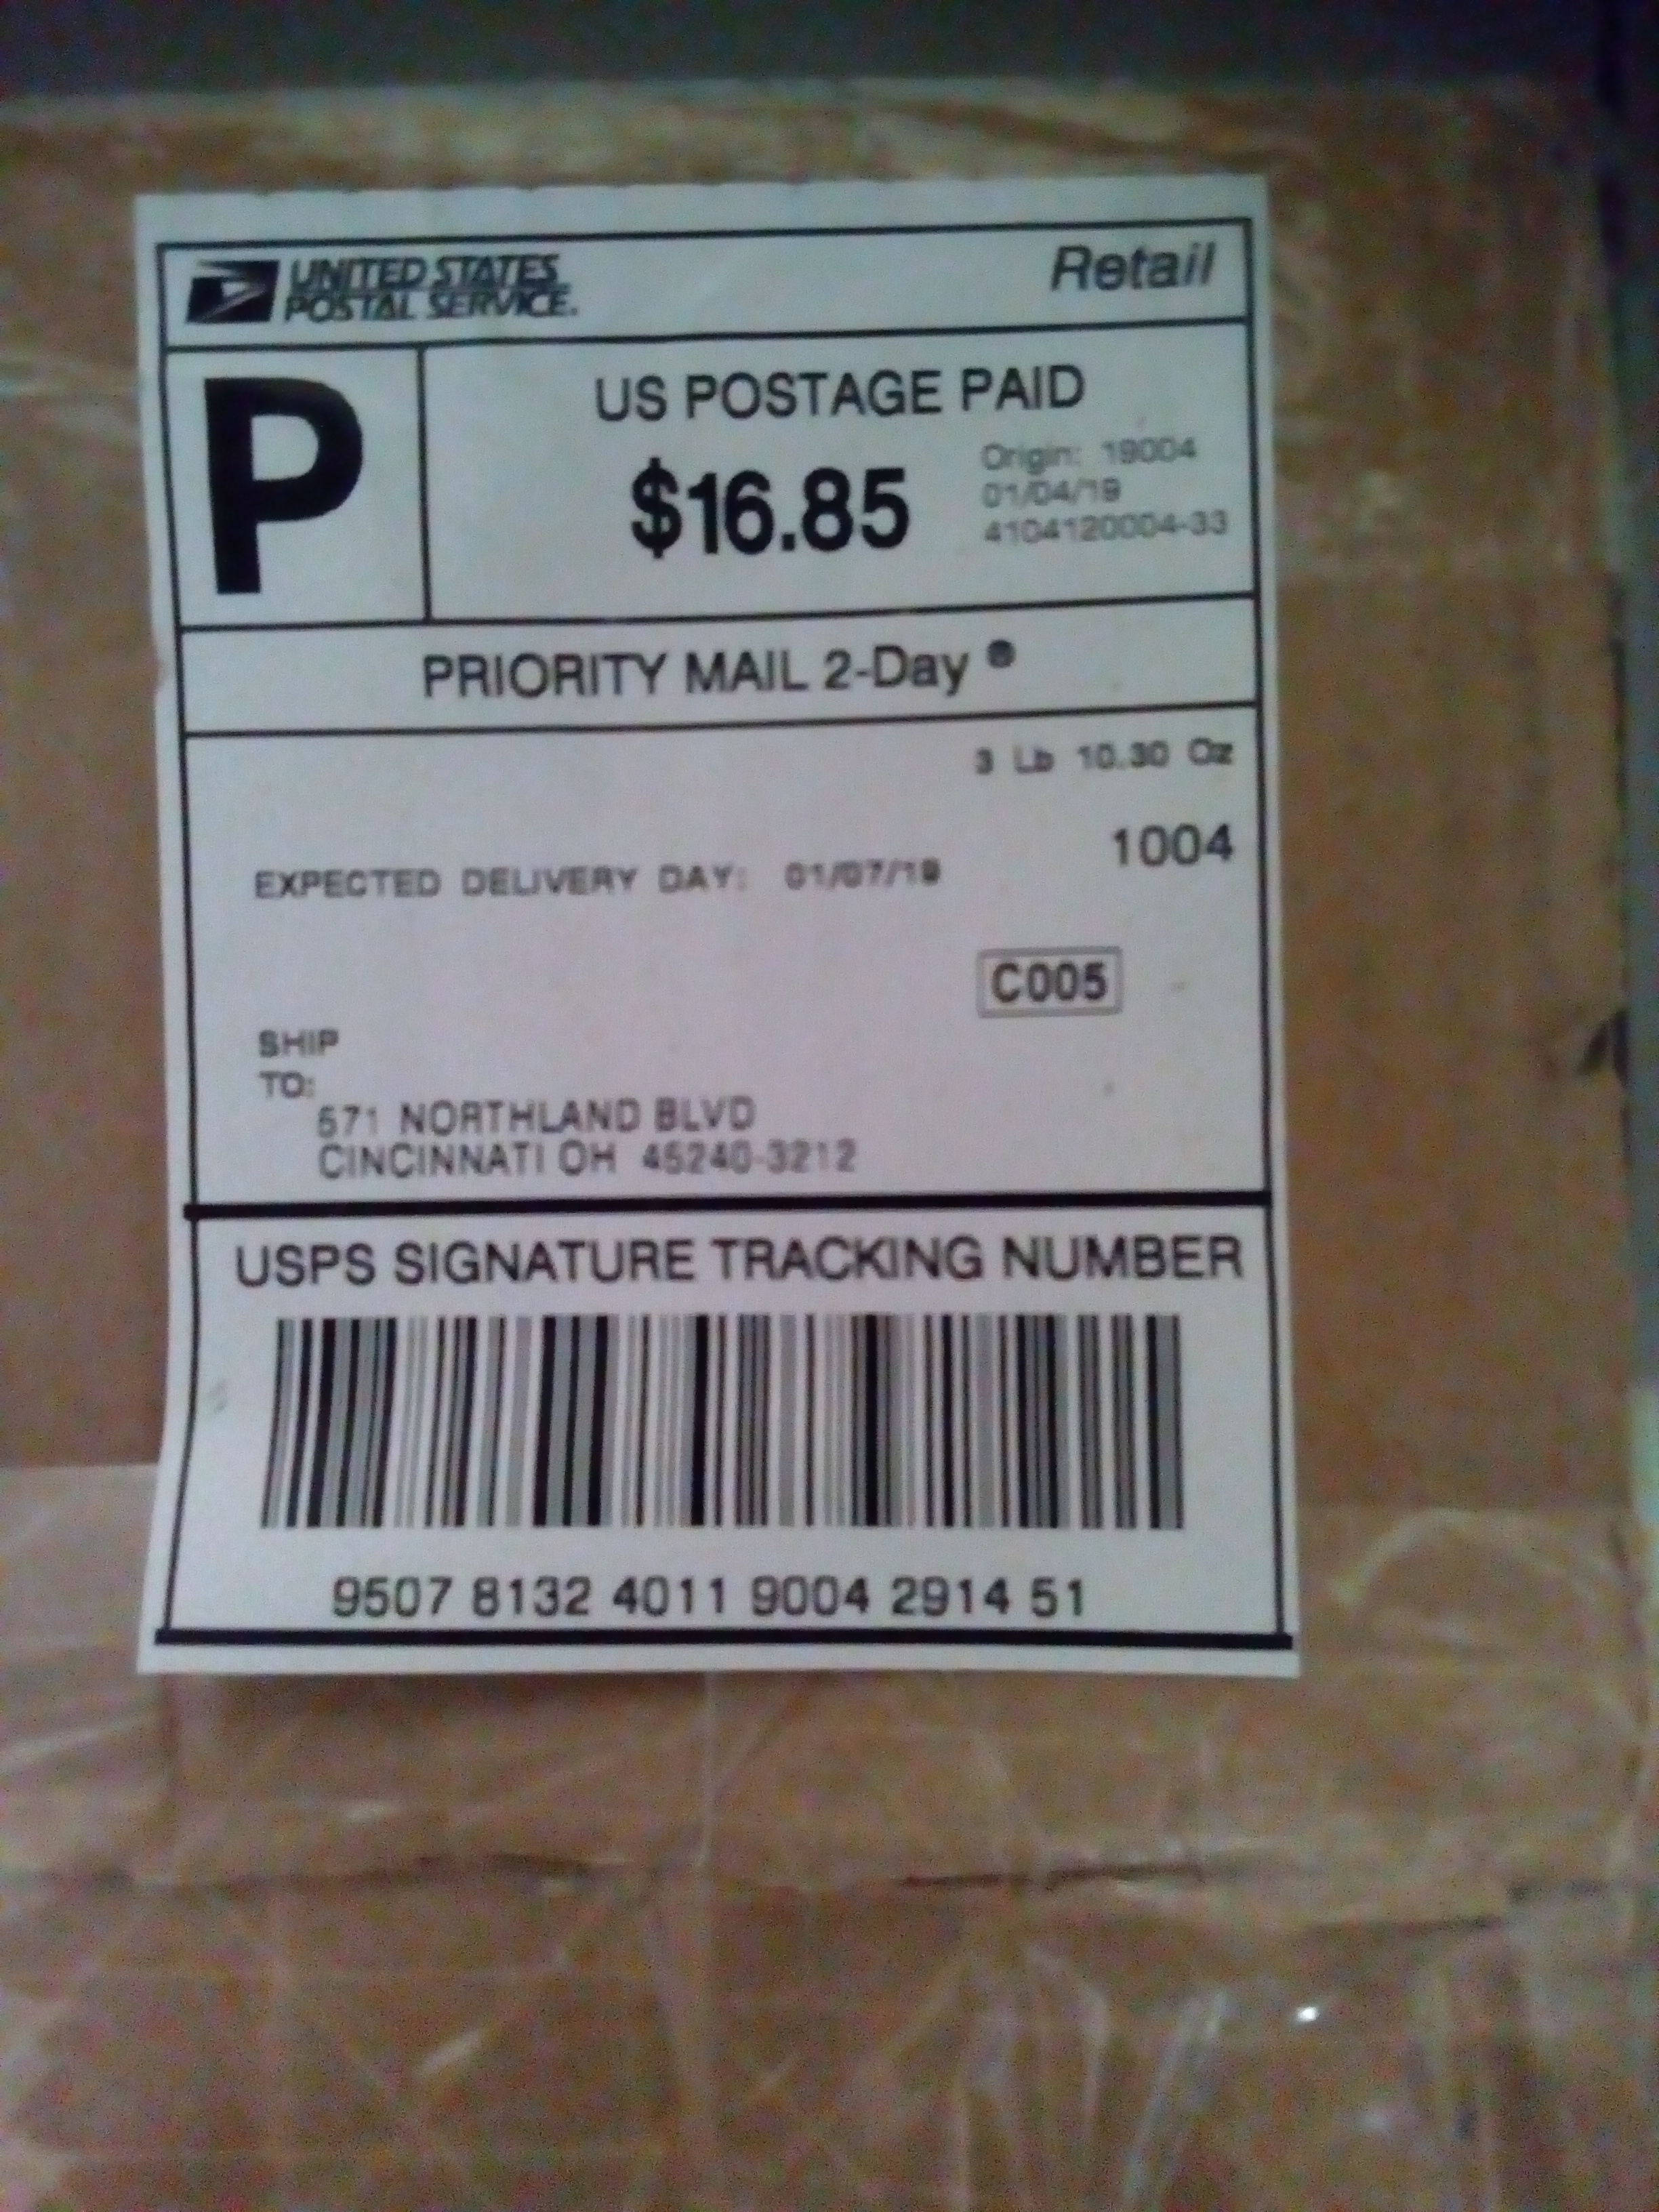 UNITED STATES
POSTAL SERVICE.
Retail
P
US POSTAGE PAID
$16.85
Origin: 19004
01/04/19
4104120004-33
PRIORITY MAIL 2-Day ®
3 Lb 10.30 Oz
1004
EXPECTED DELIVERY DAY: 01/07/19
C005
SHIP
TO:
571 NORTHLAND BLVD
CINCINNATI OH 45240-3212
USPS SIGNATURE TRACKING NUMBER
9507 8132 4011 9004 2914 51